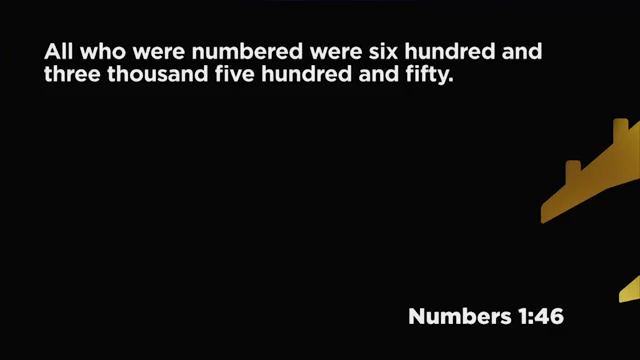 All who were numbered were six hundred and
three thousand five hundred and fifty.
Numbers 1:46